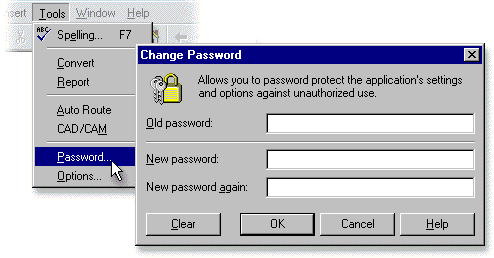 nsert Tools Window Help
ABC Spelling... F7
Convert
Report
Auto Route
CAD/CAM
Password...
Options...
Change Password
Allows you to password protect the application's settings
and options against unauthorized use.
Old password:
New password:
New password again:
Clear OK Cancel Help